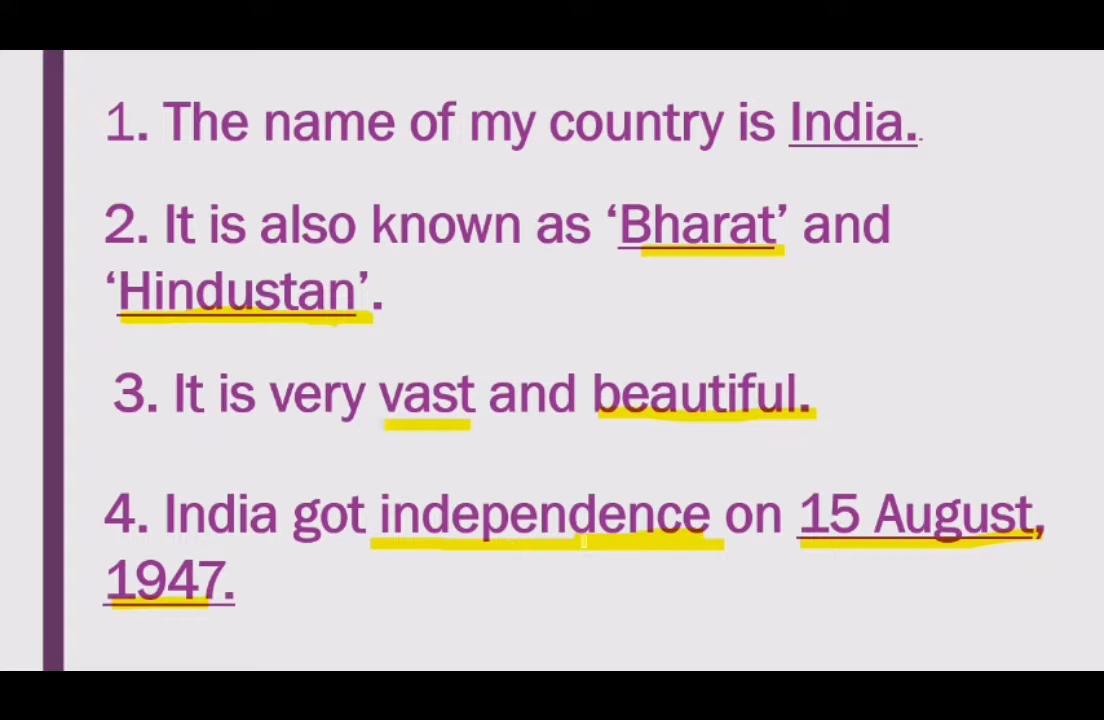 1. The name of my country is India.
2. It is also known as ‘Bharat’ and
‘Hindustan’.
3. It is very vast and beautiful.
4. India got independence on 15 August,
1947.